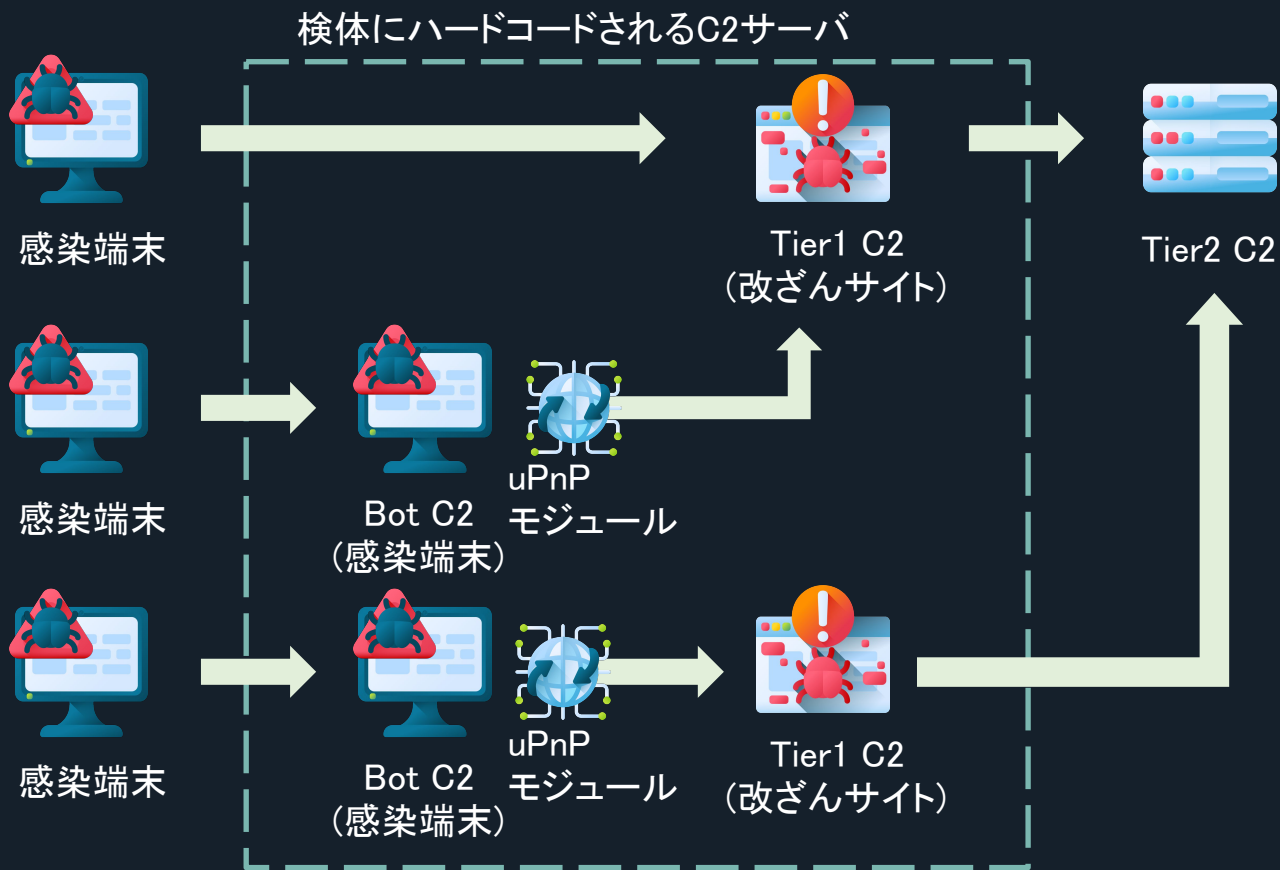 検体にハードコードされるC2サーバ
感染端末
Tier1 C2
(改ざんサイト)
Tier2 C2
感染端末
Bot C2
(感染端末)
uPnP
モジュール
感染端末
Bot C2
(感染端末)
uPnP
モジュール
Tier1 C2
(改ざんサイト)